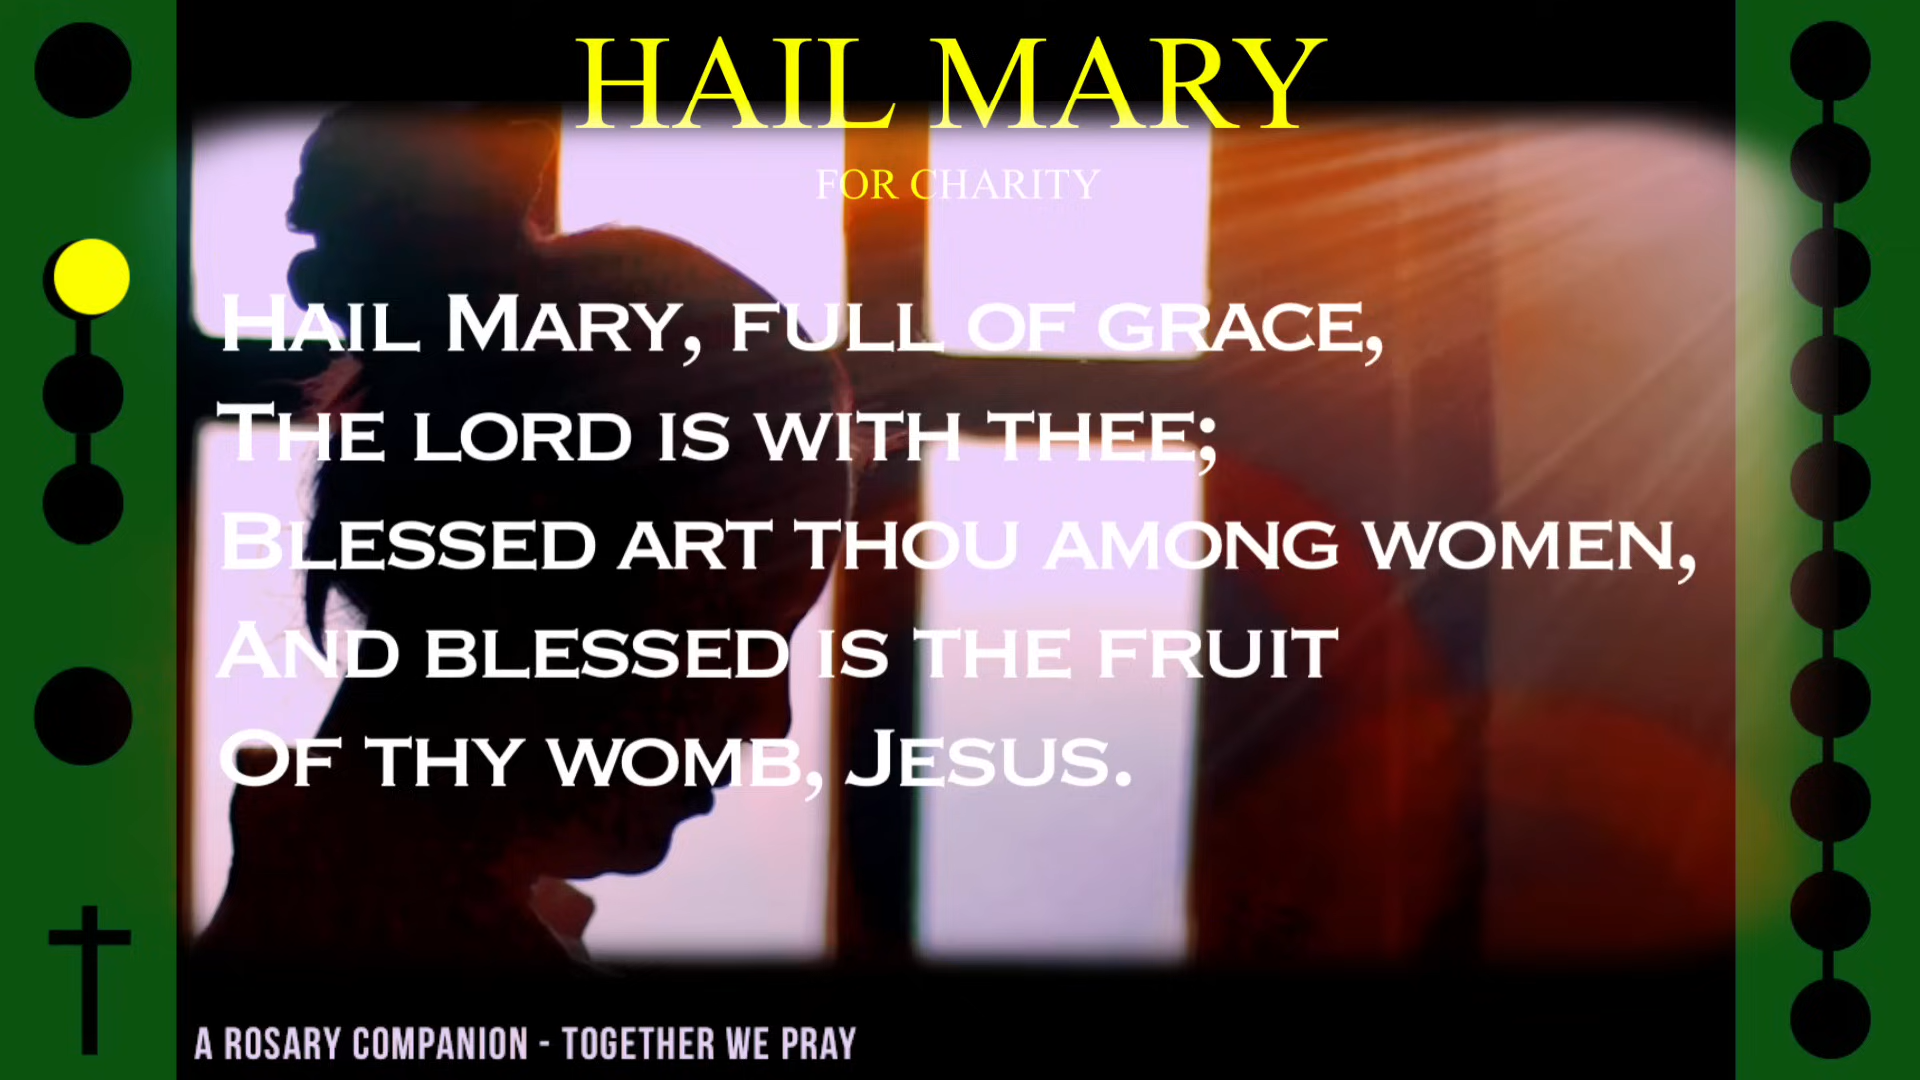 HAIL MARY
FOR CHARITY
Hail Mary, full of grace,
The lord is with thee;
Blessed art thou among women,
And blessed is the fruit
Of thy womb, Jesus.
A ROSARY COMPANION - TOGETHER WE PRAY